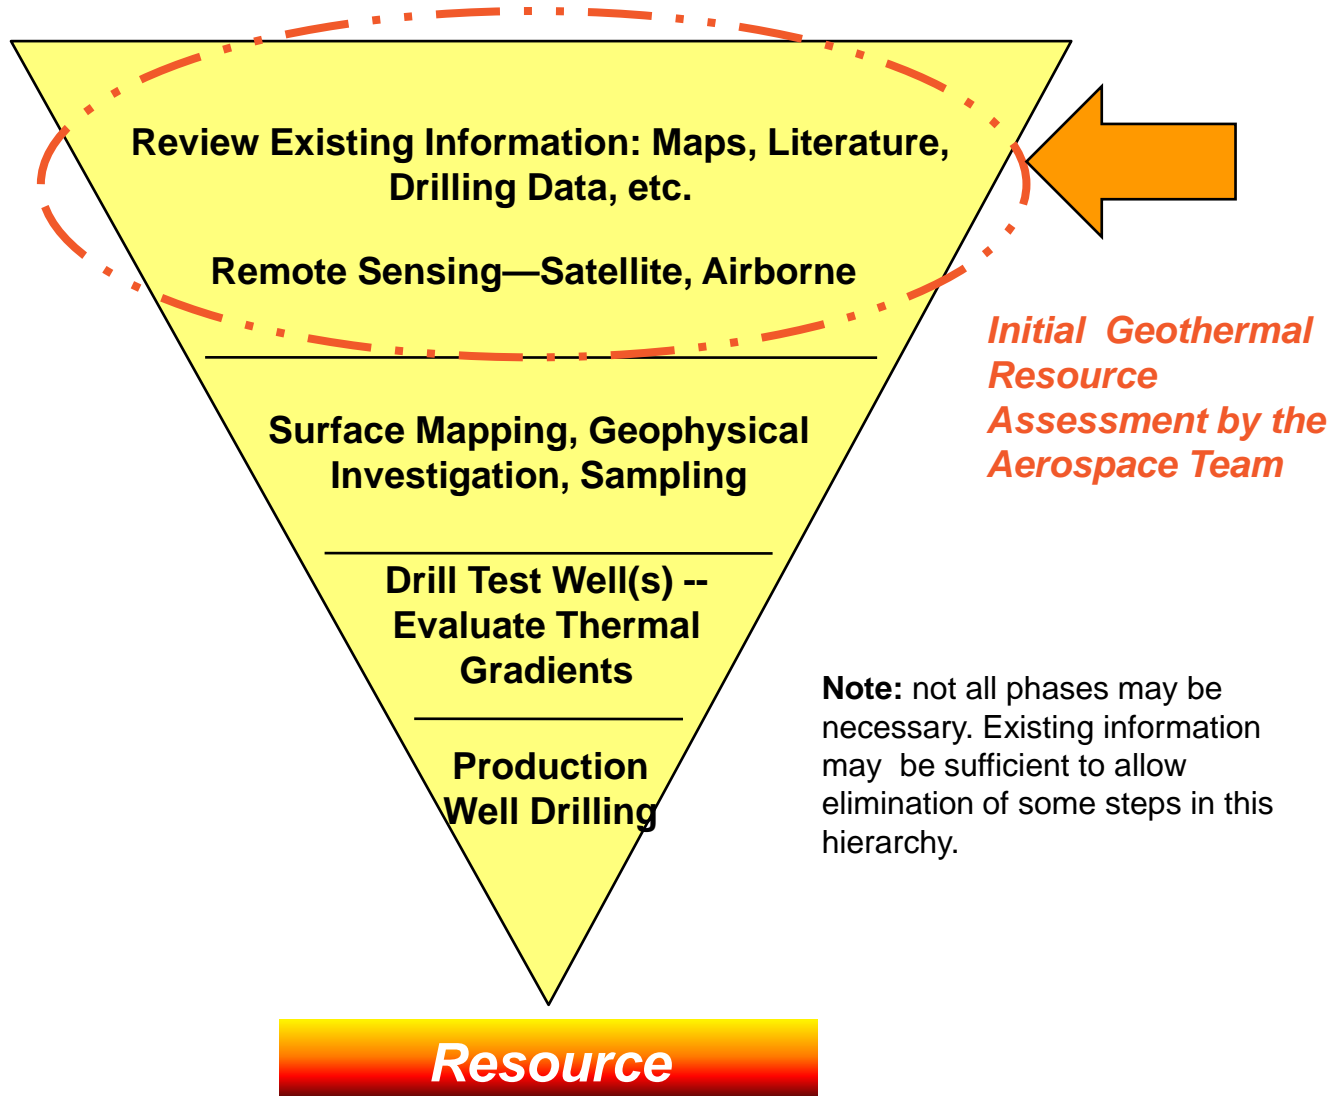 Review Existing Information: Maps, Literature,
Drilling Data, etc.
Remote Sensing—Satellite, Airborne
Initial  Geothermal
Resource
Assessment by the
Aerospace Team
Surface Mapping, Geophysical
Investigation, Sampling
Drill Test Well(s) --
Evaluate Thermal
Gradients
Note: not all phases may be
necessary. Existing information
may  be sufficient to allow
elimination of some steps in this
hierarchy.
Production
Well Drilling
Resource